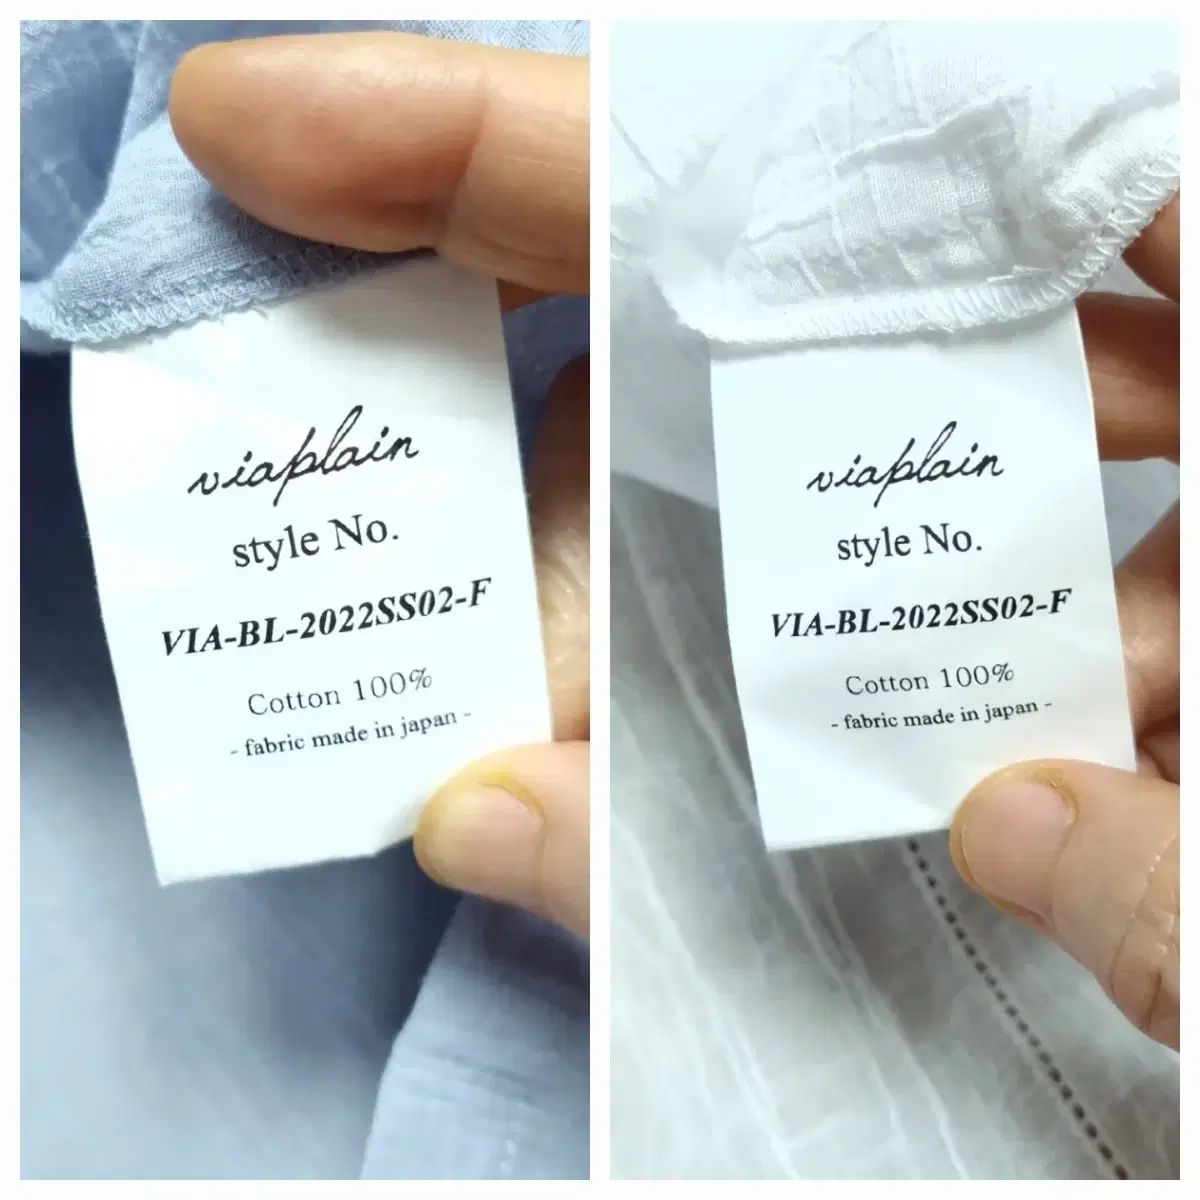 viaplain
style No.
VIA-BL-2022SS02-F
Cotton 100%
- fabric made in japan -
viaplain
style No.
VIA-BL-2022SS02-F
Cotton 100%
- fabric made in japan -